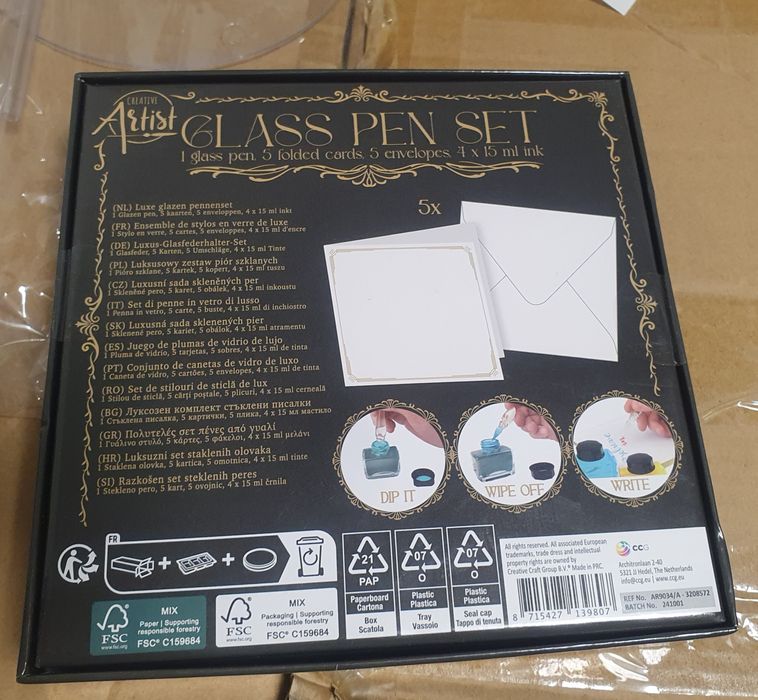 CREATIVE
Artist
GLASS PEN SET
1 glass pen, 5 folded cards, 5 envelopes, 4 x 15 ml ink
(NL) Luxe glazen pennenset
1 Glazen pen, 5 kaarten, 5 enveloppen, 4 x 15 ml inkt
(FR) Ensemble de stylos en verre de luxe
1 Stylo en verre, 5 cartes, 5 enveloppes, 4 x 15 ml d'encre
(DE) Luxus-Glasfederhalter-Set
1 Glasfeder, 5 Karten, 5 Umschläge, 4 x 15 ml Tinte
(PL) Luksusowy zestaw piór szklanych
1 Pióro szklane, 5 kartek, 5 kopert, 4 x 15 ml tuszu
(CZ) Luxusní sada skleněných per
1 Skleněné pero, 5 karet, 5 obálek, 4 x 15 ml inkoustu
(IT) Set di penne in vetro di lusso
1 Penna in vetro, 5 carte, 5 buste, 4 x 15 ml di inchiostro
(SK) Luxusná sada sklenených pier
1 Sklenené pero, 5 kariet, 5 obálok, 4 x 15 ml atramentu
(ES) Juego de plumas de vidrio de lujo
1 Pluma de vidrio, 5 tarjetas, 5 sobres, 4 x 15 ml de tinta
(PT) Conjunto de canetas de vidro de luxo
1 Caneta de vidro, 5 cartões, 5 envelopes, 4 x 15 ml de tinta
(RO) Set de stilouri de sticlă de lux
1 Stilou de sticlă, 5 cărți poștale, 5 plicuri, 4 x 15 ml cerneală
(BG) Луксозен комплект стъклени писалки
1 Стъклена писалка, 5 картички, 5 плика, 4 x 15 мл мастило
(GR) Πολυτελές σετ πένες από γυαλί
1 Γυάλινο στυλό, 5 κάρτες, 5 φάκελοι, 4 x 15 ml μελάνι
(HR) Luksuzni set staklenih olovaka
1 Staklena olovka, 5 kartica, 5 omotnica, 4 x 15 ml tinte
(SI) Razkošen set steklenih peres
1 Stekleno pero, 5 kart, 5 ovojnic, 4 x 15 ml črnila
5x
DIP IT
WIPE OFF
WRITE
FR
FSC
www.fsc.org
MIX
Paper | Supporting
responsible forestry
FSC® C159684
FSC
www.fsc.org
MIX
Packaging | Supporting
responsible forestry
FSC® C159684
21
PAP
Paperboard
Cartona
Box
Scatola
07
O
Plastic
Plastica
Tray
Vassoio
07
O
Plastic
Plastica
Seal cap
Tappo di tenuta
All rights reserved. All associated European
trademarks, trade dress and intellectual
property rights are owned by
Creative Craft Group B.V.® Made in PRC.
8 715427 139807
CCG
Architronlaan 2-40
5321 JJ Hedel, The Netherlands
info@ccg.eu | www.ccg.eu
REF No. AR9034/A - 3208572
BATCH No. 241001